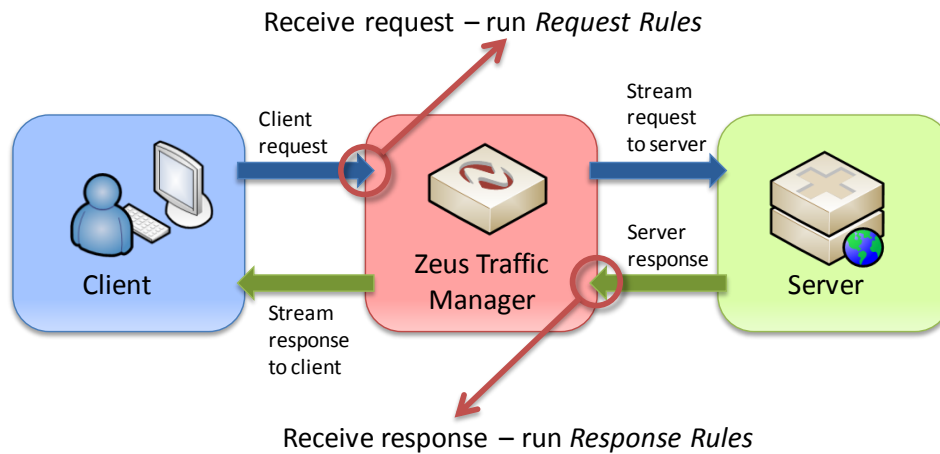 Receive request – run Request Rules
Client
request
Stream
request
to server
Client
Zeus Traffic
Manager
Server
response
Server
Stream
response
to client
Receive response – run Response Rules